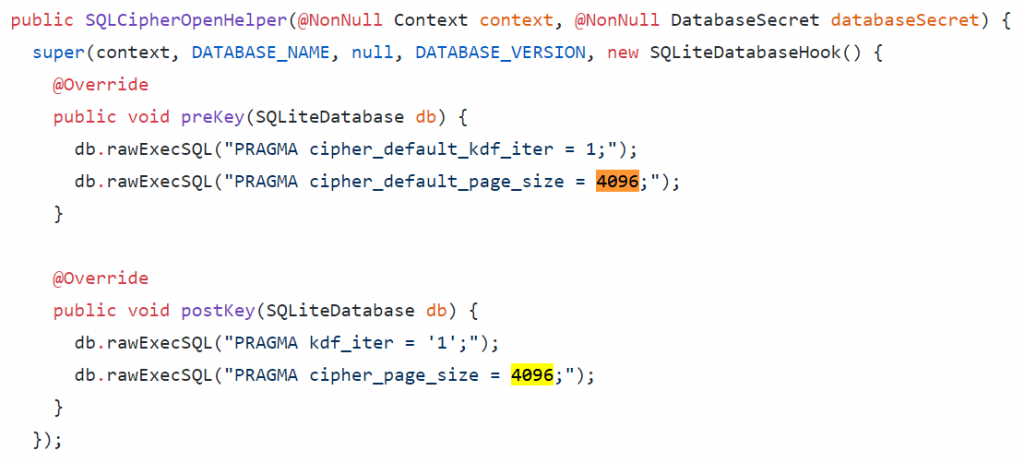 public SQLCipherOpenHelper(@NonNull Context context, @NonNull DatabaseSecret databaseSecret) {
  super(context, DATABASE_NAME, null, DATABASE_VERSION, new SQLiteDatabaseHook() {
    @Override
    public void preKey(SQLiteDatabase db) {
      db.rawExecSQL("PRAGMA cipher_default_kdf_iter = 1;");
      db.rawExecSQL("PRAGMA cipher_default_page_size = 4096;");
    }

    @Override
    public void postKey(SQLiteDatabase db) {
      db.rawExecSQL("PRAGMA kdf_iter = '1';");
      db.rawExecSQL("PRAGMA cipher_page_size = 4096;");
    }
  });